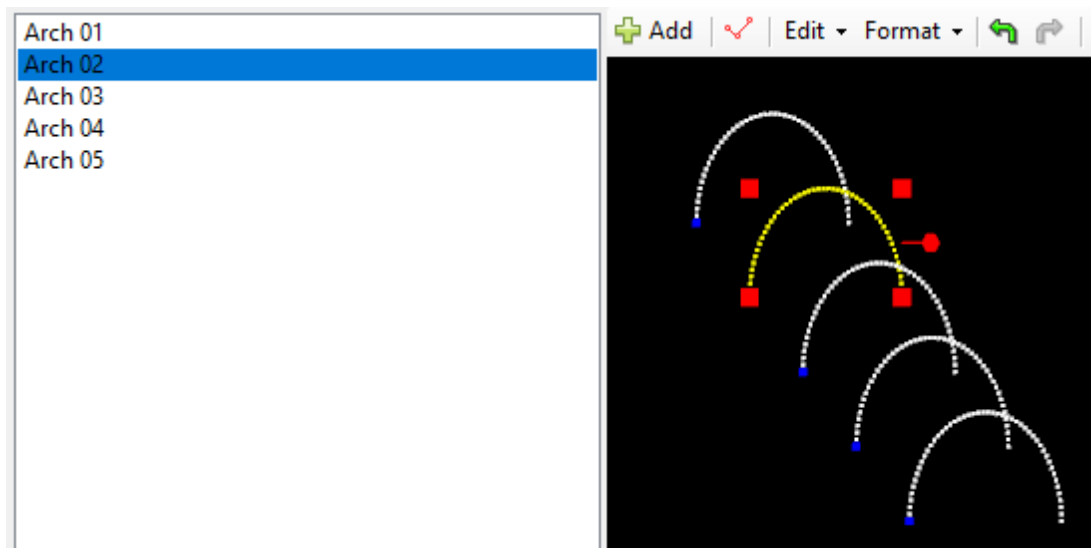 Arch 01
Arch 02
Arch 03
Arch 04
Arch 05
Add Edit Format